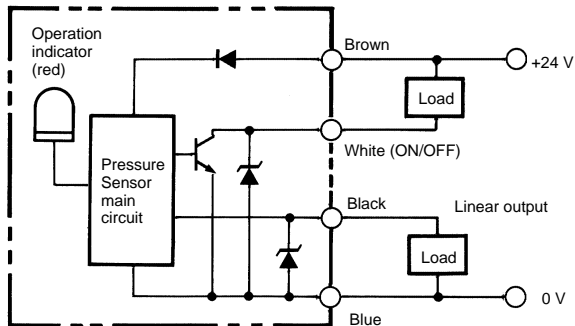 Operation
indicator
(red)
Brown
+24 V
Load
White (ON/OFF)
Pressure
Sensor
main
circuit
Black
Linear output
Load
0 V
Blue